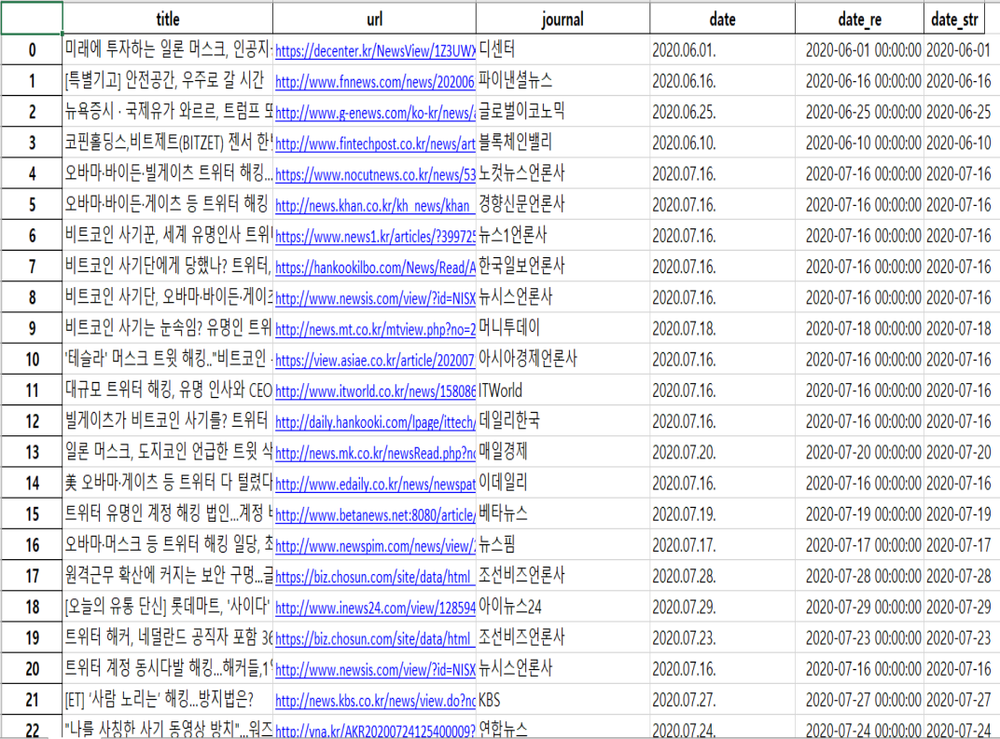 title url journal date date_re date_str
0 미래에 투자하는 일론 머스크, 인공지 https://decenter.kr/NewsView/1Z3UWX 디센터 2020.06.01. 2020-06-01 00:00:00 2020-06-01
1 [특별기고] 안전공간, 우주로 갈 시간 http://www.fnnews.com/news/202006 파이낸셜뉴스 2020.06.16. 2020-06-16 00:00:00 2020-06-16
2 뉴욕증시 · 국제유가 와르르, 트럼프 또 http://www.g-enews.com/ko-kr/news/a 글로벌이코노믹 2020.06.25. 2020-06-25 00:00:00 2020-06-25
3 코핀홀딩스,비트제트(BITZET) 젠서 한 http://www.fintechpost.co.kr/news/art 블록체인밸리 2020.06.10. 2020-06-10 00:00:00 2020-06-10
4 오바마·바이든·빌게이츠 트위터 해킹... https://www.nocutnews.co.kr/news/53 노컷뉴스언론사 2020.07.16. 2020-07-16 00:00:00 2020-07-16
5 오바마·바이든·게이츠 등 트위터 해킹 http://news.khan.co.kr/kh_news/khan_ 경향신문언론사 2020.07.16. 2020-07-16 00:00:00 2020-07-16
6 비트코인 사기꾼, 세계 유명인사 트위 https://www.news1.kr/articles/?399725 뉴스1언론사 2020.07.16. 2020-07-16 00:00:00 2020-07-16
7 비트코인 사기단에게 당했나? 트위터, https://hankookilbo.com/News/Read/A 한국일보언론사 2020.07.16. 2020-07-16 00:00:00 2020-07-16
8 비트코인 사기단, 오바마·바이든·게이츠 http://www.newsis.com/view/?id=NISX 뉴시스언론사 2020.07.16. 2020-07-16 00:00:00 2020-07-16
9 비트코인 사기는 눈속임? 유명인 트위 http://news.mt.co.kr/mtview.php?no=2 머니투데이 2020.07.18. 2020-07-18 00:00:00 2020-07-18
10 '테슬라' 머스크 트윗 해킹.."비트코인 https://view.asiae.co.kr/article/202007 아시아경제언론사 2020.07.16. 2020-07-16 00:00:00 2020-07-16
11 대규모 트위터 해킹, 유명 인사와 CEO http://www.itworld.co.kr/news/158086 ITWorld 2020.07.16. 2020-07-16 00:00:00 2020-07-16
12 빌게이츠가 비트코인 사기를? 트위터 http://daily.hankooki.com/lpage/ittech/ 데일리한국 2020.07.16. 2020-07-16 00:00:00 2020-07-16
13 일론 머스크, 도지코인 언급한 트윗 삭 http://news.mk.co.kr/newsRead.php?no 매일경제 2020.07.20. 2020-07-20 00:00:00 2020-07-20
14 美 오바마·게이츠 등 트위터 다 털렸다 http://www.edaily.co.kr/news/newspat 이데일리 2020.07.16. 2020-07-16 00:00:00 2020-07-16
15 트위터 유명인 계정 해킹 범인...계정 http://www.betanews.net:8080/article/ 베타뉴스 2020.07.19. 2020-07-19 00:00:00 2020-07-19
16 오바마·머스크 등 트위터 해킹 일당, 초 http://www.newspim.com/news/view/2 뉴스핌 2020.07.17. 2020-07-17 00:00:00 2020-07-17
17 원격근무 확산에 커지는 보안 구멍...글 https://biz.chosun.com/site/data/html_ 조선비즈언론사 2020.07.28. 2020-07-28 00:00:00 2020-07-28
18 [오늘의 유통 단신] 롯데마트, '사이다' http://www.inews24.com/view/128594 아이뉴스24 2020.07.29. 2020-07-29 00:00:00 2020-07-29
19 트위터 해커, 네덜란드 공직자 포함 36 https://biz.chosun.com/site/data/html_ 조선비즈언론사 2020.07.23. 2020-07-23 00:00:00 2020-07-23
20 트위터 계정 동시다발 해킹...해커들,1 http://www.newsis.com/view/?id=NISX 뉴시스언론사 2020.07.16. 2020-07-16 00:00:00 2020-07-16
21 [ET] '사람 노리는' 해킹...방지법은? http://news.kbs.co.kr/news/view.do?nc KBS 2020.07.27. 2020-07-27 00:00:00 2020-07-27
22 "나를 사칭한 사기 동영상 방치"...워즈 http://yna.kr/AKR20200724125400009? 연합뉴스 2020.07.24. 2020-07-24 00:00:00 2020-07-24